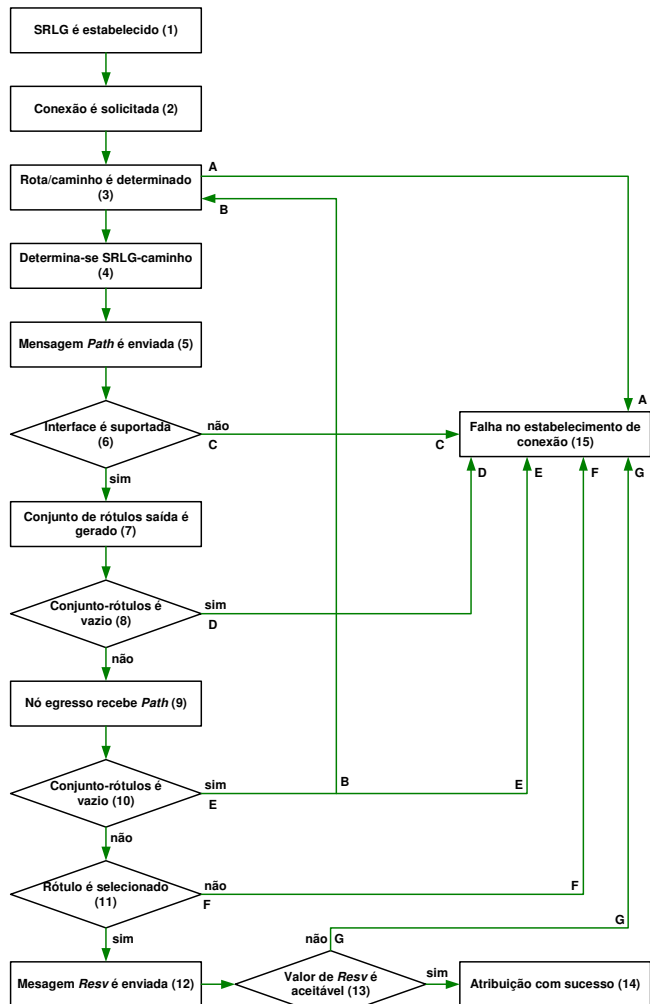 SRLG é estabelecido (1)
Conexão é solicitada (2)
A
Rota/caminho é determinado
(3)
B
Determina-se SRLG-caminho
(4)
Mensagem Path é enviada (5)
A
Interface é suportada
(6)
não
C
C
Falha no estabelecimento de
conexão (15)
sim
D
E
F
G
Conjunto de rótulos saída é
gerado (7)
Conjunto-rótulos é
vazio (8)
sim
D
não
Nó egresso recebe Path (9)
Conjunto-rótulos é
vazio (10)
sim
E
B
E
não
Rótulo é selecionado
(11)
não
F
F
sim
não
G
G
Mesagem Resv é enviada (12)
Valor de Resv é
aceitável (13)
sim
Atribuição com sucesso (14)